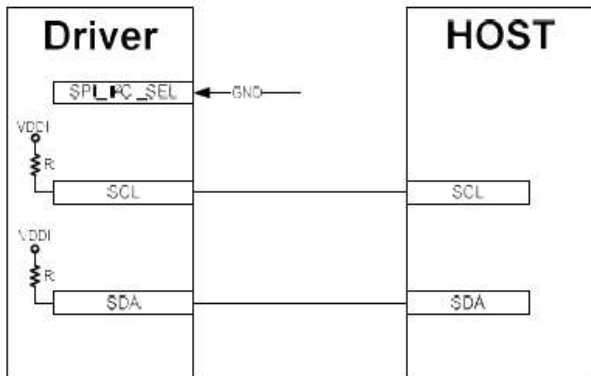 Driver
HOST
SPI_I²C_SEL
GND
VDDI
R
SCL
SCL
VDDI
R
SDA
SDA